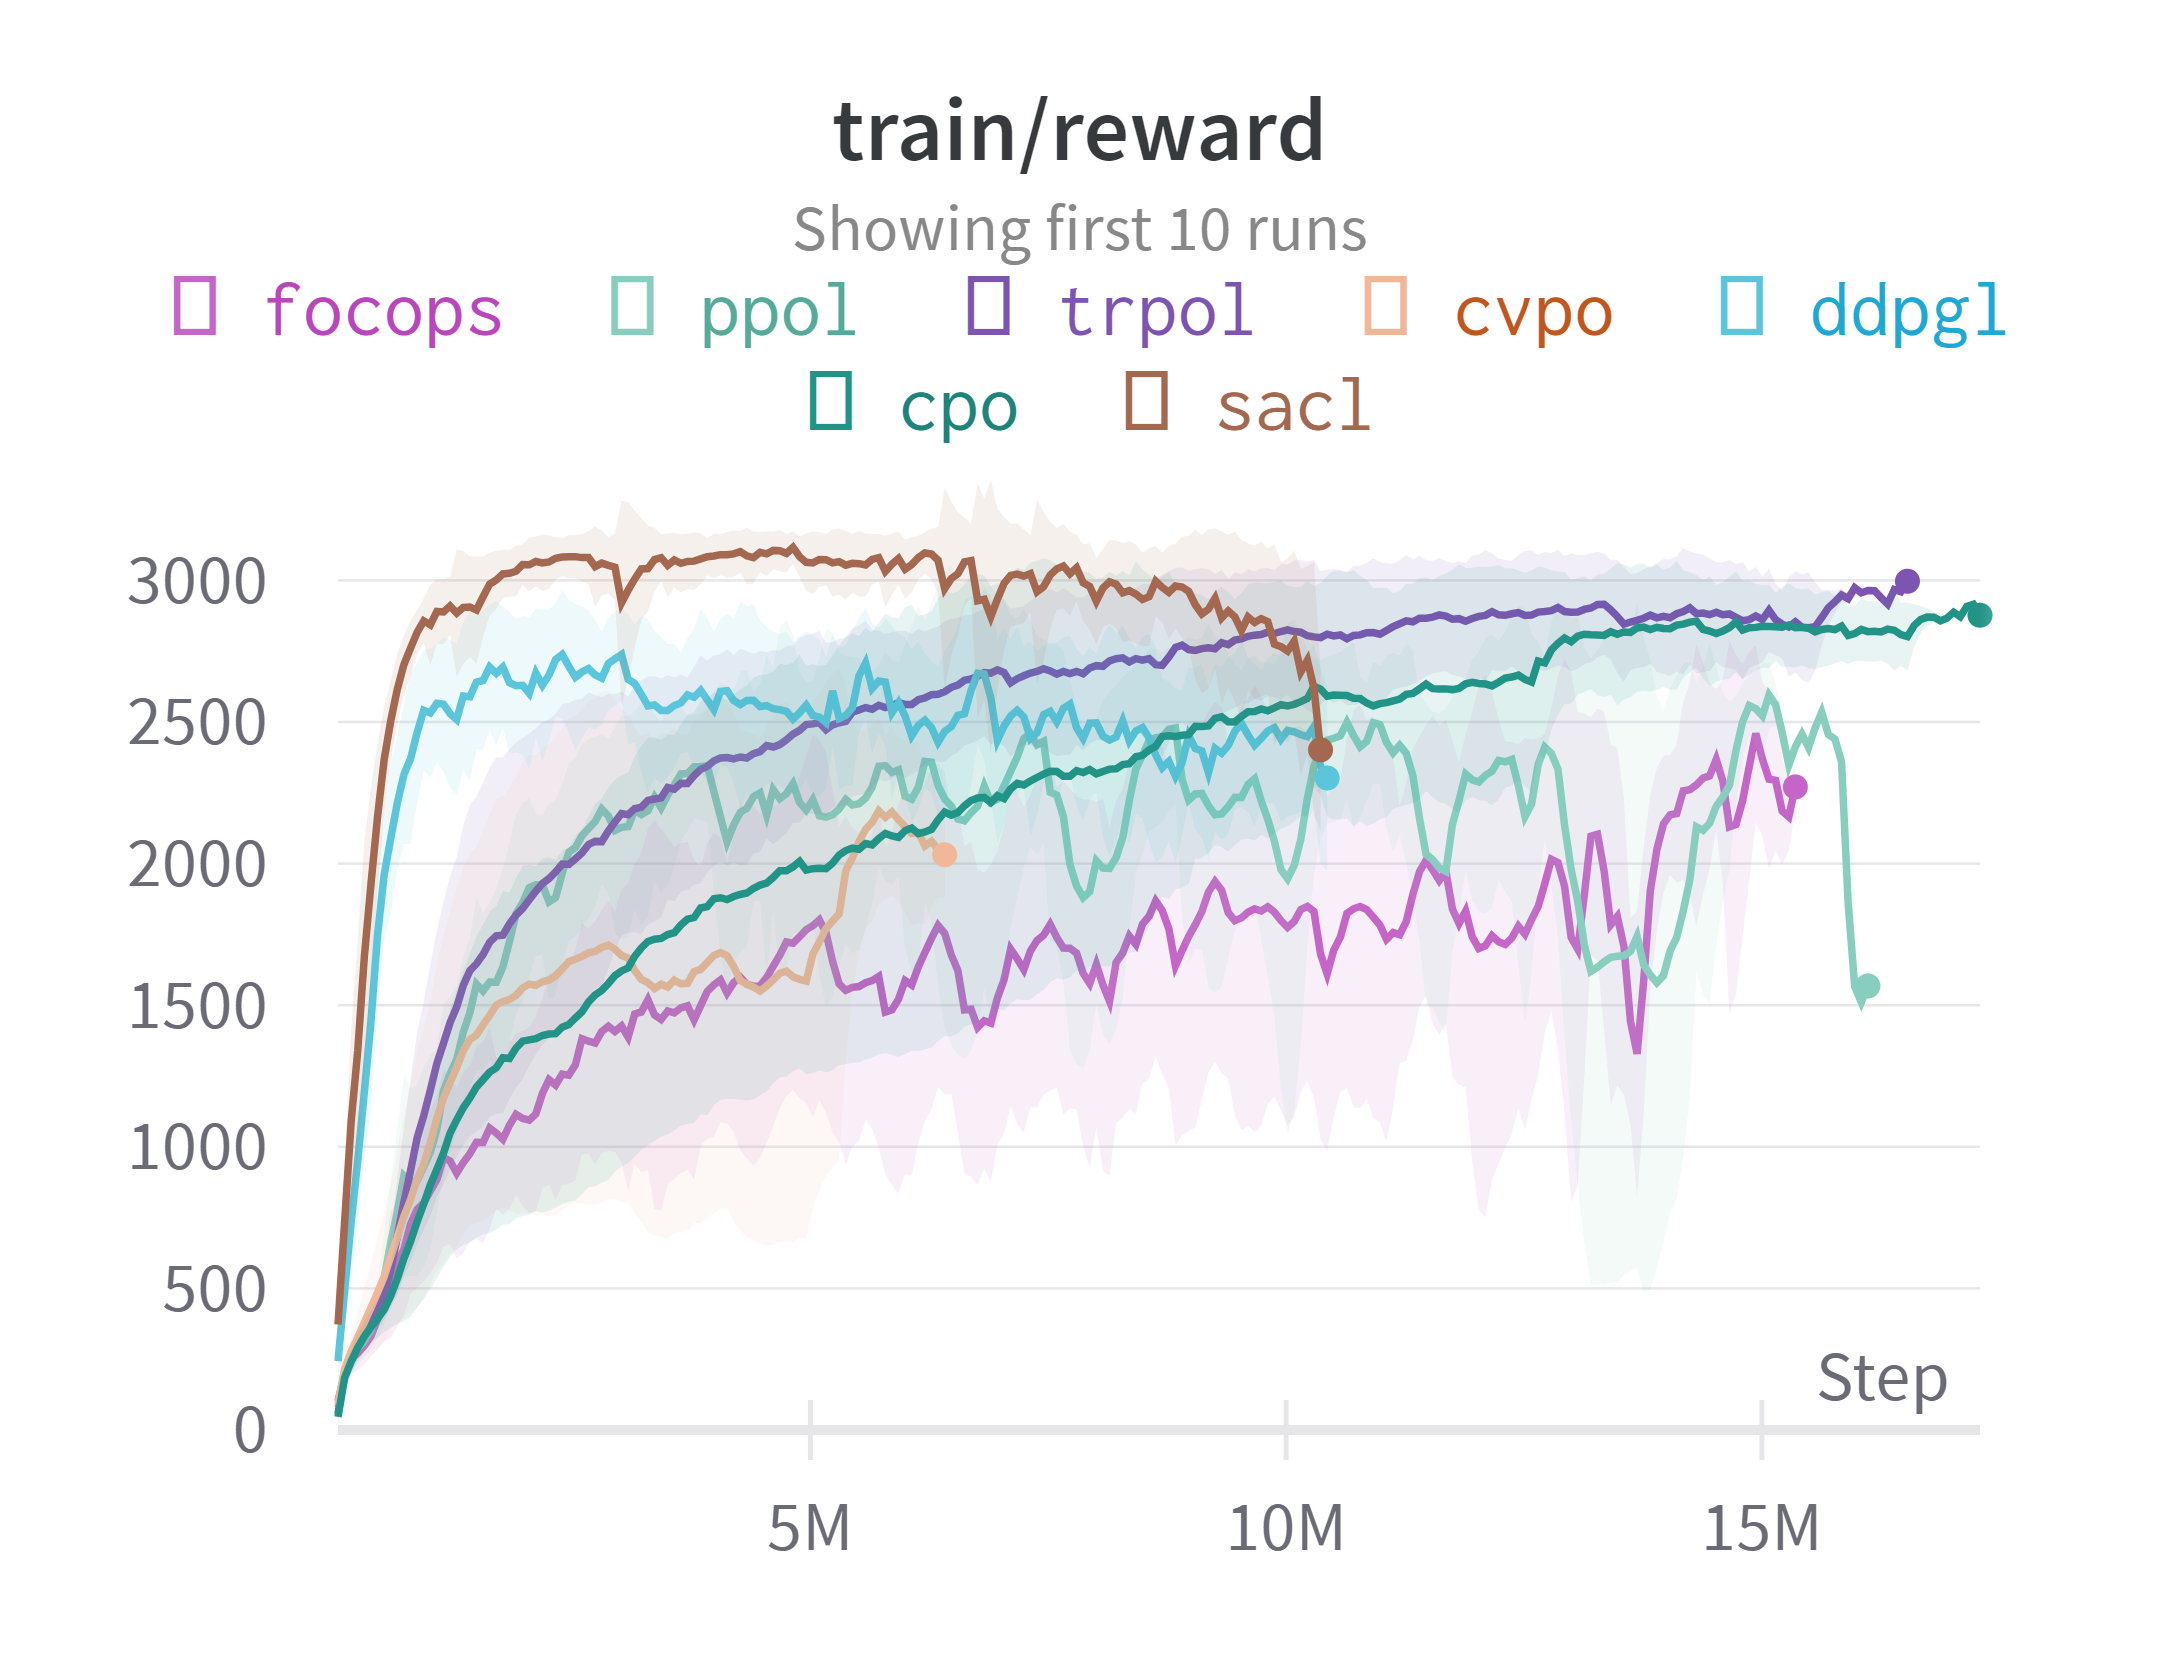 train/reward
Showing first 10 runs
focops ppol trpol cvpo ddpgl
cpo sacl
3000
2500
2000
1500
1000
500
0
Step
5M 10M 15M